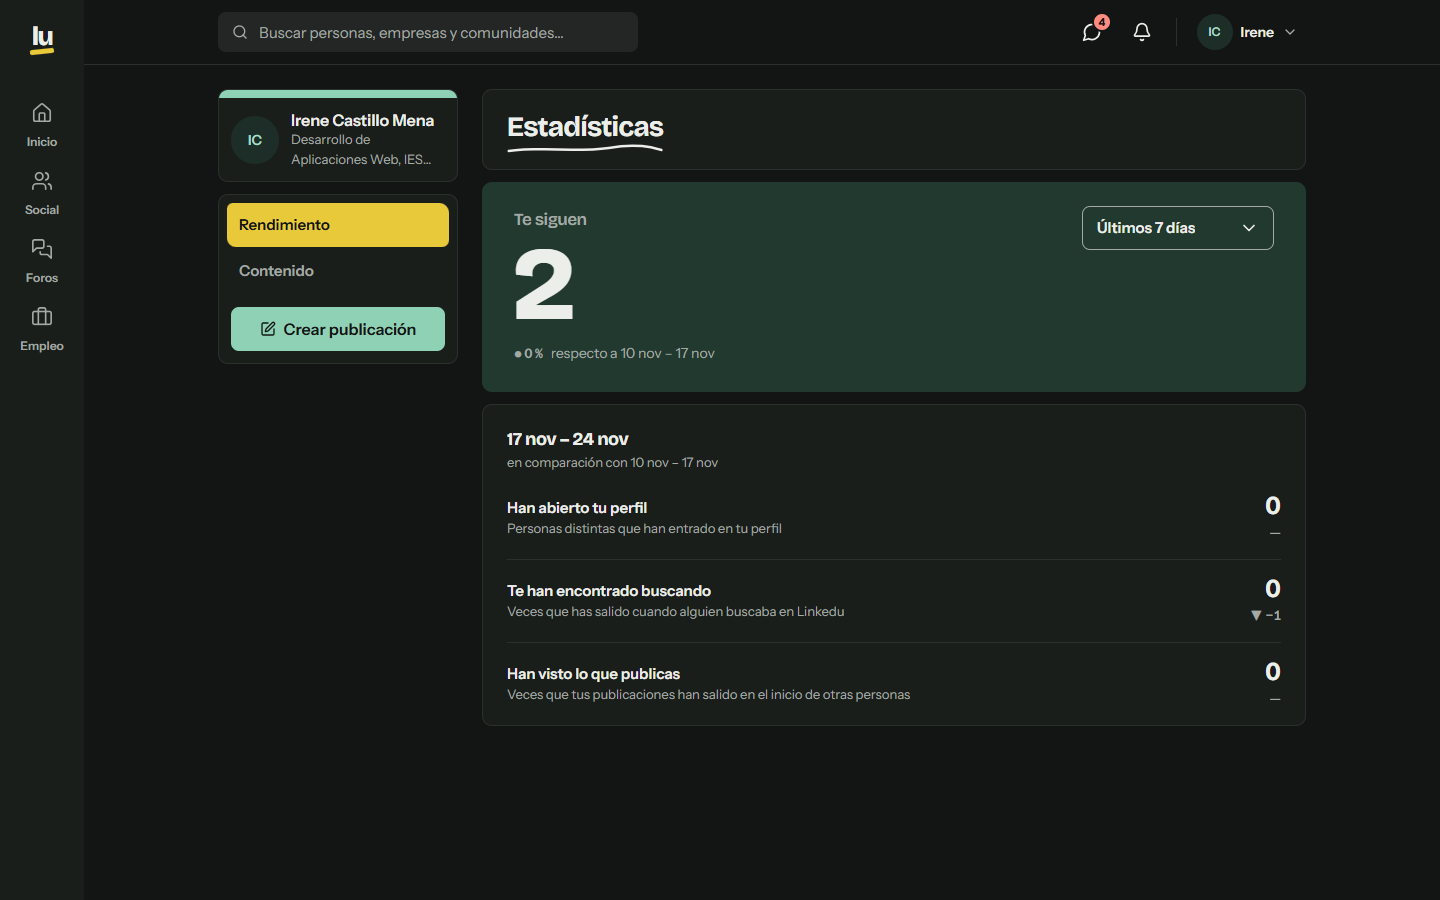 lu
Buscar personas, empresas y comunidades...
4
IC
Irene
Inicio
Social
Foros
Empleo
IC
Irene Castillo Mena
Desarrollo de
Aplicaciones Web, IES...
Rendimiento
Contenido
Crear publicación
Estadísticas
Te siguen
Últimos 7 días
2
● 0 % respecto a 10 nov – 17 nov
17 nov – 24 nov
en comparación con 10 nov – 17 nov
Han abierto tu perfil
0
Personas distintas que han entrado en tu perfil
—
Te han encontrado buscando
0
Veces que has salido cuando alguien buscaba en Linkedu
▼ −1
Han visto lo que publicas
0
Veces que tus publicaciones han salido en el inicio de otras personas
—